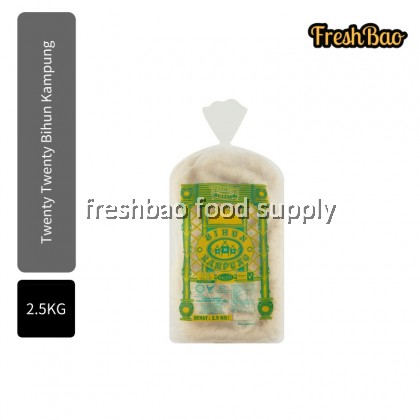 FreshBao
Twenty Twenty Bihun Kampung
2.5KG
freshbao food supply
BIHUN
KAMPUNG
BERAT : 2.5 KG